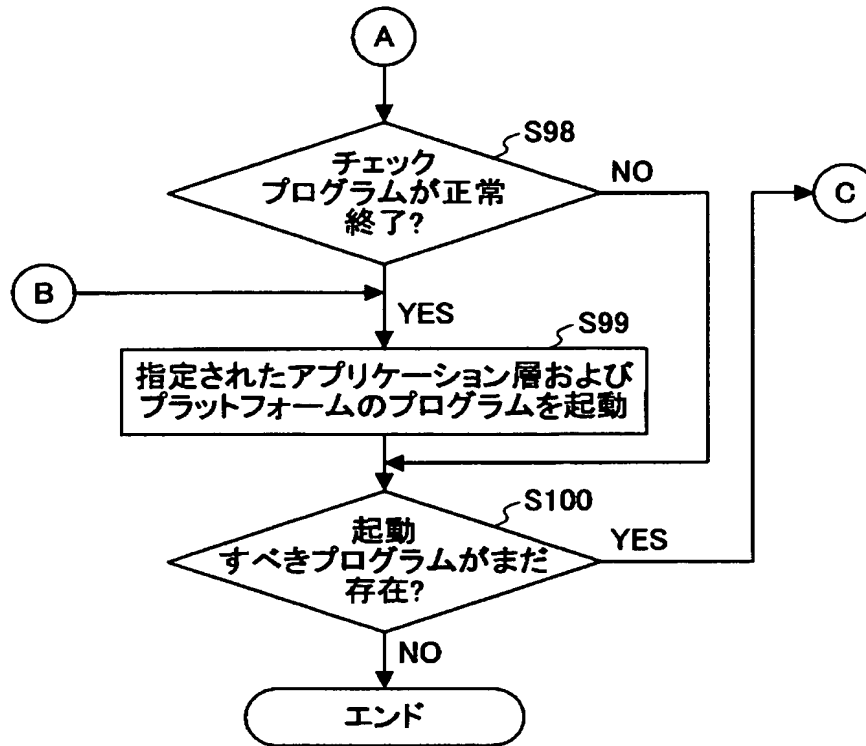 A
S98
チェック
プログラムが正常
終了?
NO
C
B
YES
S99
指定されたアプリケーション層および
プラットフォームのプログラムを起動
S100
起動
すべきプログラムがまだ
存在?
YES
NO
エンド